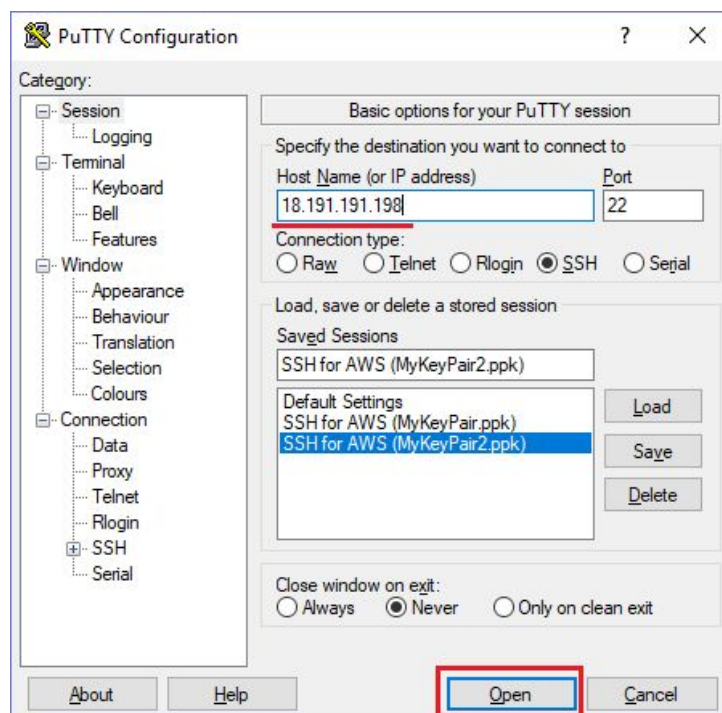 PuTTY Configuration
?
Category:
Session
Logging
Terminal
Keyboard
Bell
Features
Window
Appearance
Behaviour
Translation
Selection
Colours
Connection
Data
Proxy
Telnet
Rlogin
SSH
Serial
Basic options for your PuTTY session
Specify the destination you want to connect to
Host Name (or IP address) Port
18.191.191.198 22
Connection type:
Raw Telnet Rlogin SSH Serial
Load, save or delete a stored session
Saved Sessions
SSH for AWS (MyKeyPair2.ppk)
Default Settings
SSH for AWS (MyKeyPair.ppk)
SSH for AWS (MyKeyPair2.ppk)
Load
Save
Delete
Close window on exit:
Always Never Only on clean exit
About Help Open Cancel